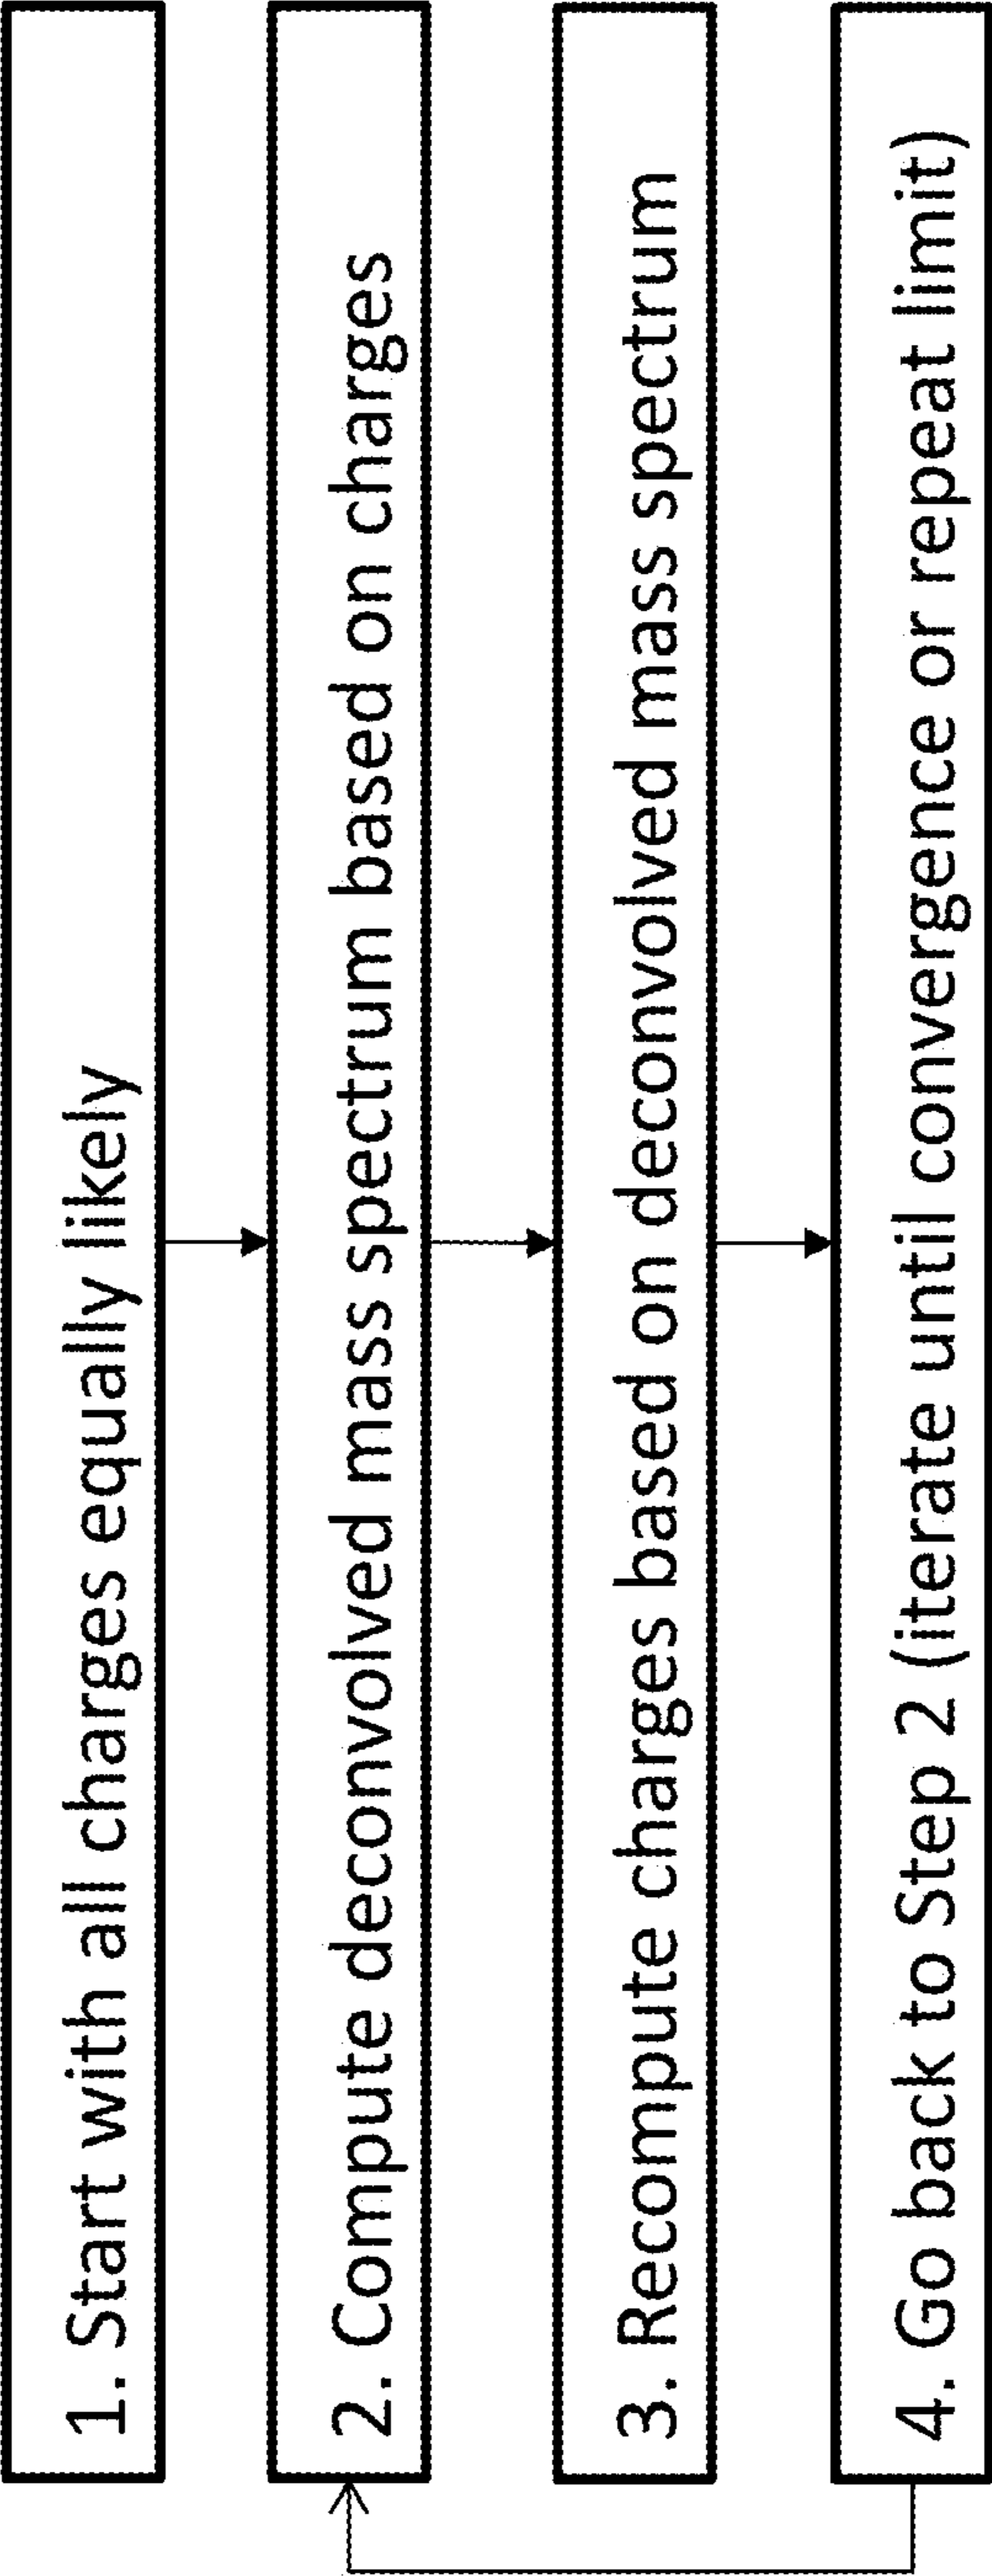 1. Start with all charges equally likely
2. Compute deconvolved mass spectrum based on charges
3. Recompute charges based on deconvolved mass spectrum
4. Go back to Step 2 (iterate until convergence or repeat limit)